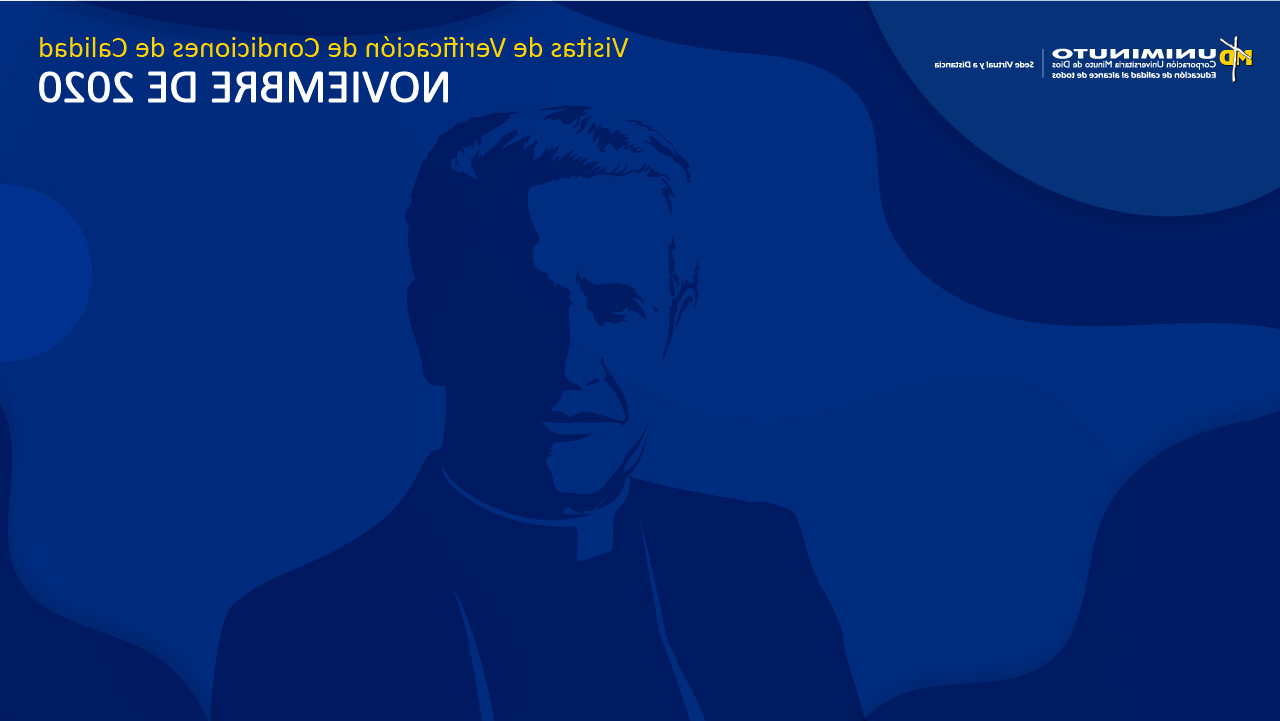 Visitas de Verificación de Condiciones de Calidad
NOVIEMBRE DE 2020
Sede Virtual y a Distancia
MD
UNIMINUTO
Corporación Universitaria Minuto de Dios
Educación de calidad al alcance de todos